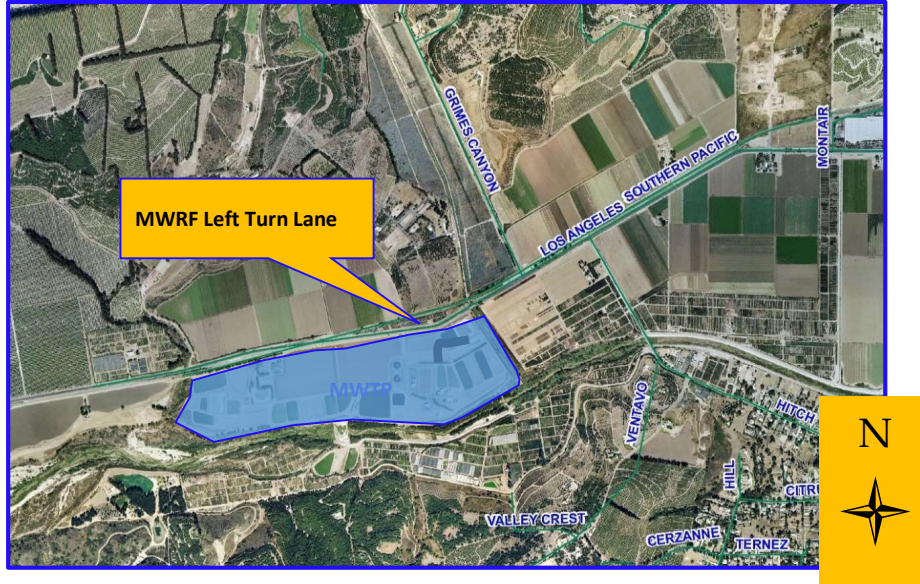 GRIMES CANYON
MONTAIR
LOS ANGELES SOUTHERN PACIFIC
MWRF Left Turn Lane
MWTP
VENTAVO
HITCH
N
HILL
VALLEY CREST
CERZANNE
TERNEZ